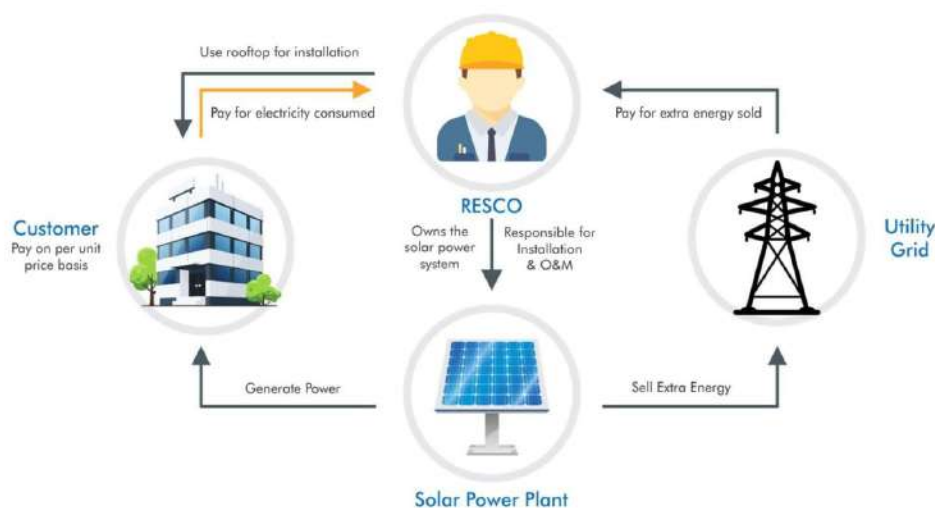 Use rooftop for installation
Pay for electricity consumed
Pay for extra energy sold
RESCO
Owns the
solar power
system
Responsible for
Installation
& O&M
Customer
Pay on per unit
price basis
Utility
Grid
Generate Power
Sell Extra Energy
Solar Power Plant